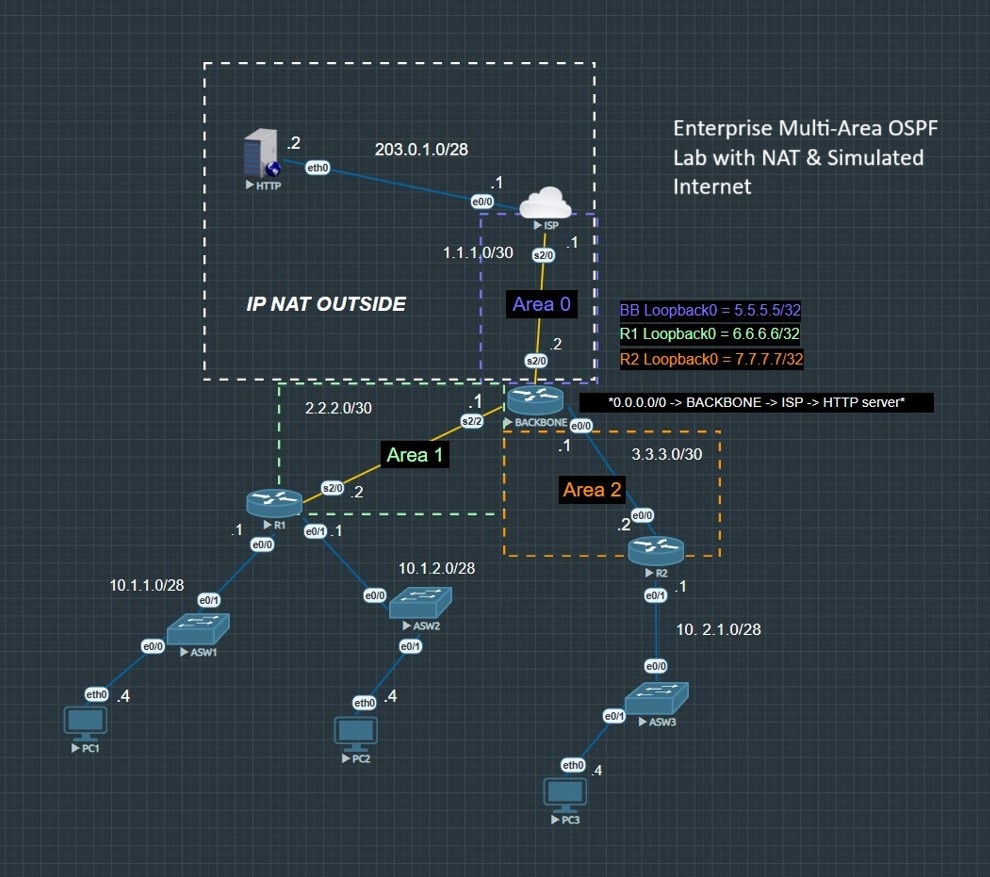 Enterprise Multi-Area OSPF
Lab with NAT & Simulated
Internet
.2
203.0.1.0/28
eth0
HTTP
.1
e0/0
ISP
1.1.1.0/30
.1
s2/0
IP NAT OUTSIDE
Area 0
BB Loopback0 = 5.5.5.5/32
R1 Loopback0 = 6.6.6.6/32
R2 Loopback0 = 7.7.7.7/32
.2
s2/0
*0.0.0.0/0 -> BACKBONE -> ISP -> HTTP server*
2.2.2.0/30
.1
s2/2
BACKBONE
e0/0
.1
3.3.3.0/30
Area 1
Area 2
s2/0
.2
R1
.1
e0/0
e0/1
.1
e0/0
.2
R2
10.1.1.0/28
10.1.2.0/28
e0/1
.1
e0/1
e0/0
ASW1
ASW2
10. 2.1.0/28
e0/0
e0/1
e0/0
eth0
.4
eth0
.4
e0/1
ASW3
PC1
PC2
eth0
.4
PC3